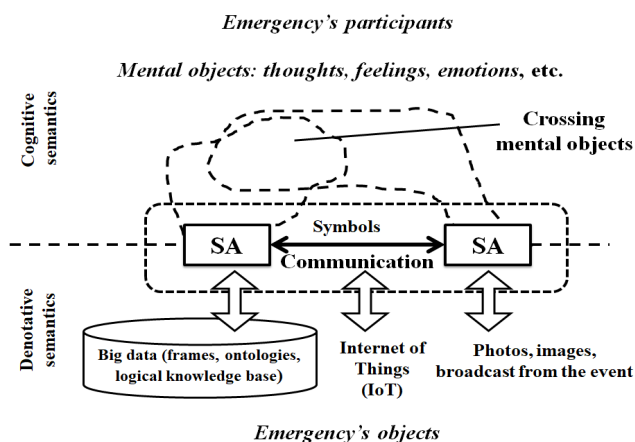 Emergency's participants
Mental objects: thoughts, feelings, emotions, etc.
Cognitive
semantics
Crossing
mental objects
SA
Symbols
Communication
SA
Denotative
semantics
Big data (frames, ontologies,
logical knowledge base)
Internet of
Things
(IoT)
Photos, images,
broadcast from the event
Emergency's objects